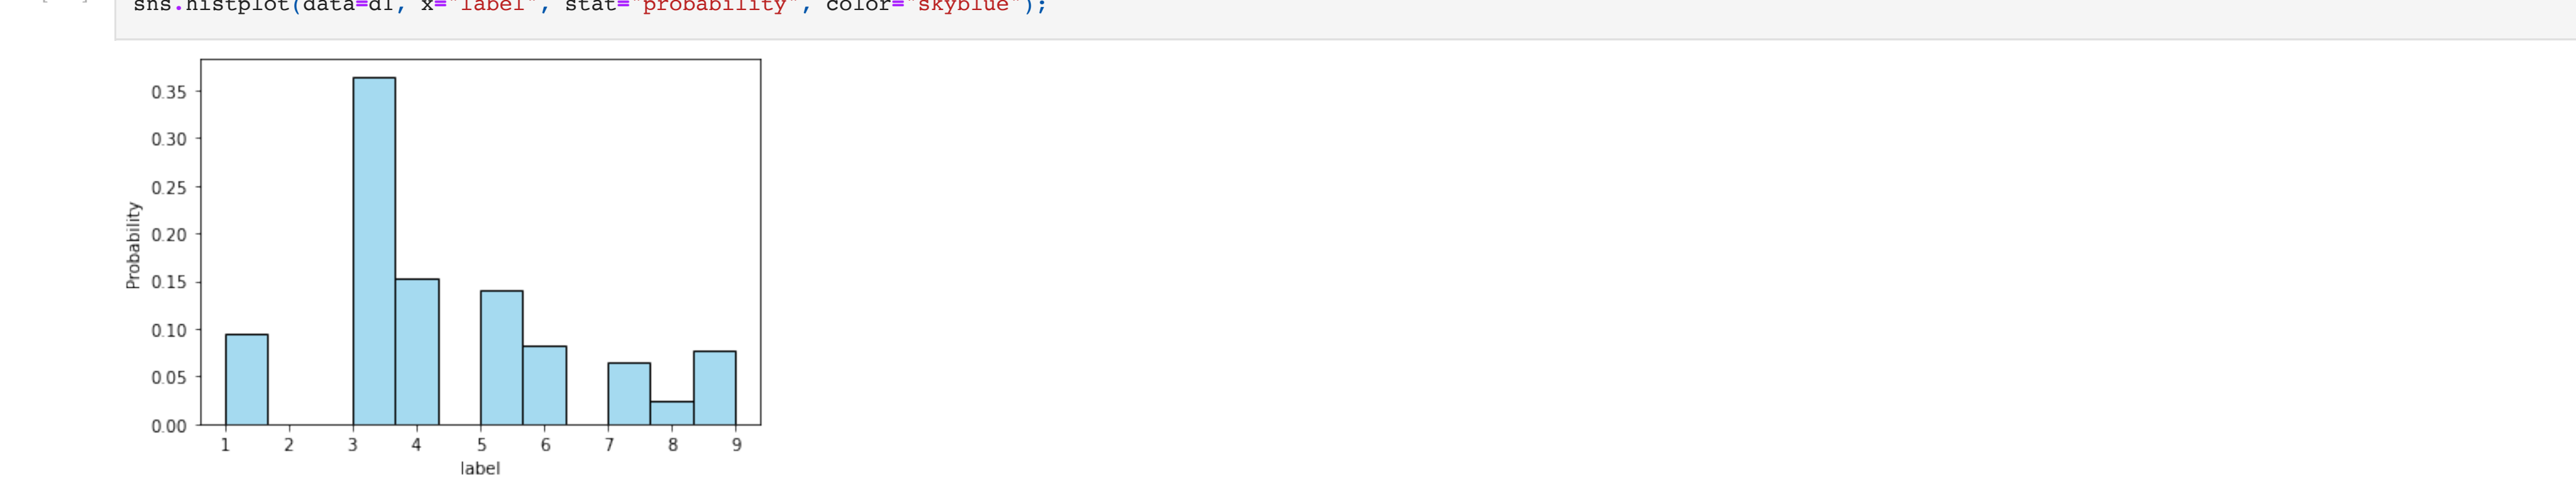 sns.histplot(data=d1, x="label", stat="probability", color="skyblue");
0.35
0.30
0.25
0.20
0.15
0.10
0.05
0.00
Probability
1 2 3 4 5 6 7 8 9
label